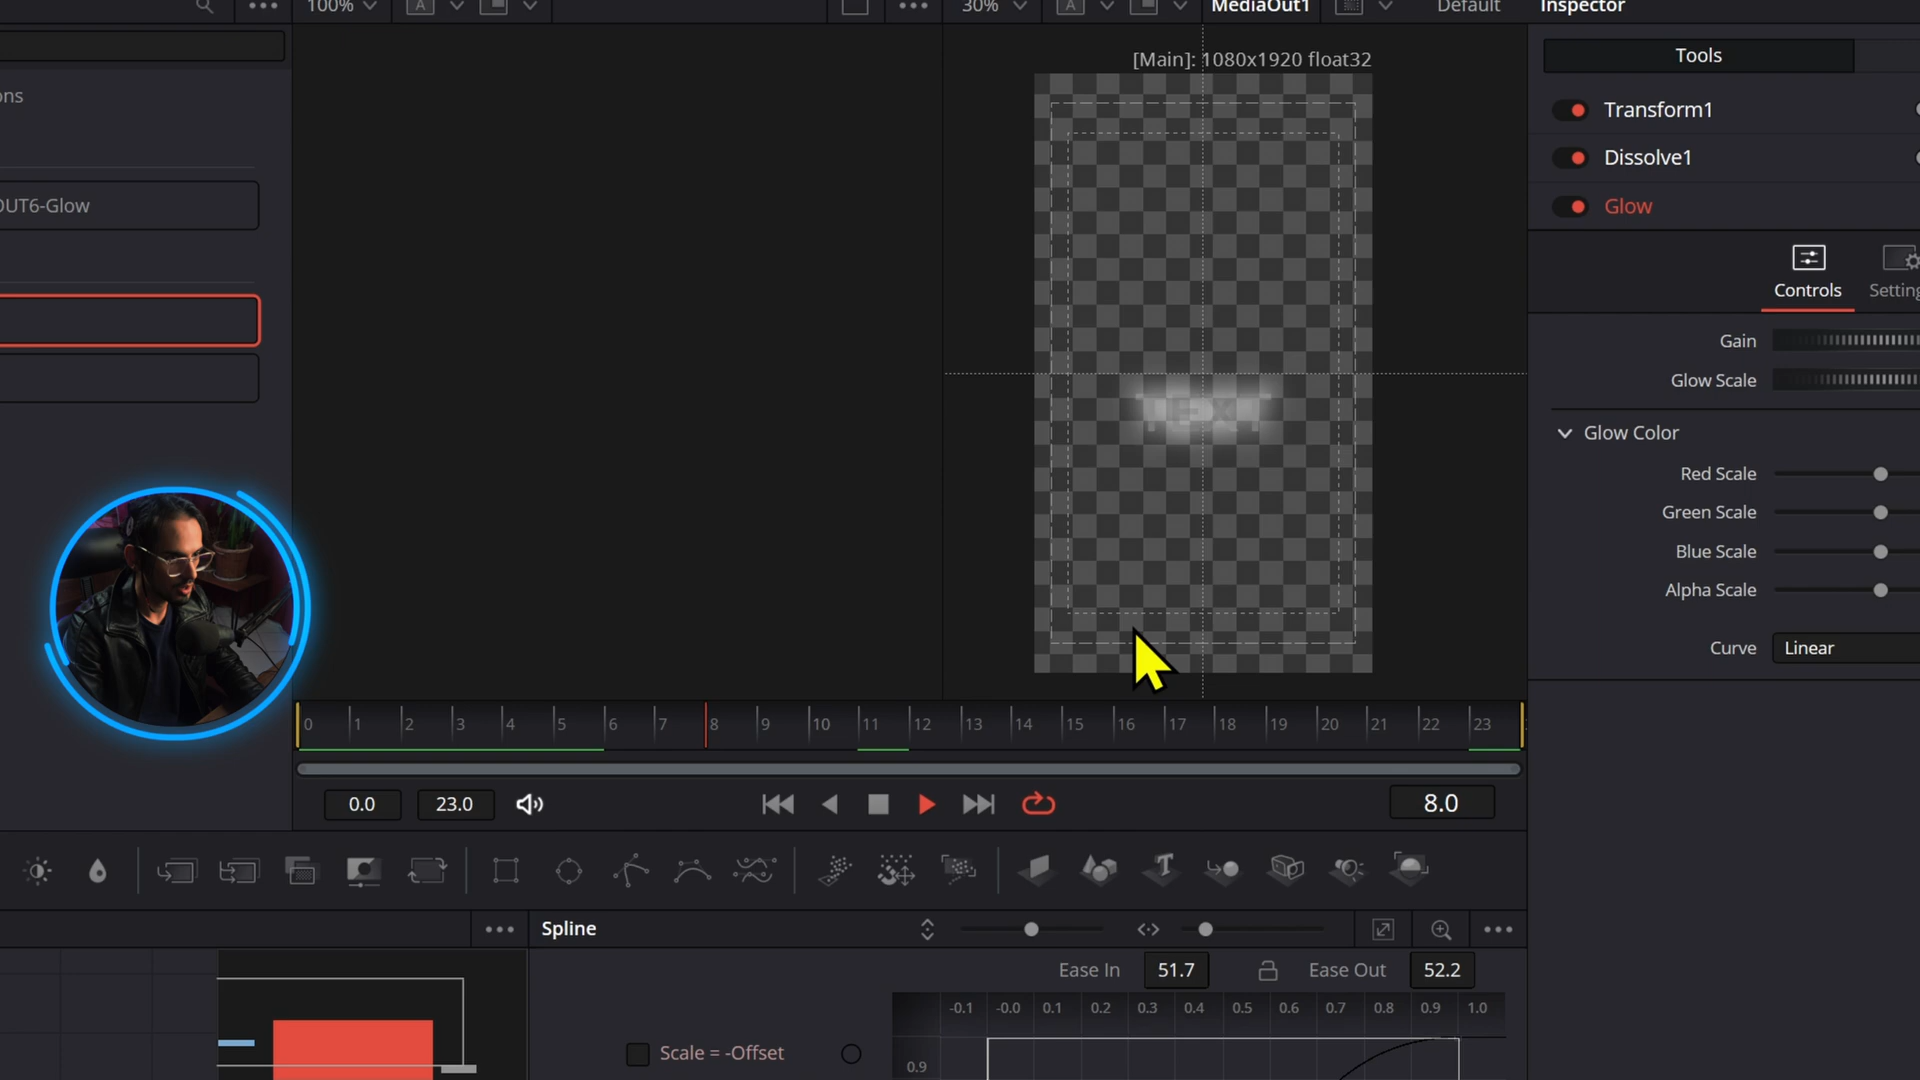 100%
A
30%
A
MediaOut1
Default
Inspector
[Main]: 1080x1920 float32
Tools
ons
Transform1
Dissolve1
OUT6-Glow
Glow
Controls
Setting
Gain
Glow Scale
TEXT
Glow Color
Red Scale
Green Scale
Blue Scale
Alpha Scale
Curve
Linear
0 1 2 3 4 5 6 7 8 9 10 11 12 13 14 15 16 17 18 19 20 21 22 23
0.0
23.0
8.0
T
Spline
Ease In
51.7
Ease Out
52.2
-0.1 -0.0 0.1 0.2 0.3 0.4 0.5 0.6 0.7 0.8 0.9 1.0
Scale = -Offset
0.9